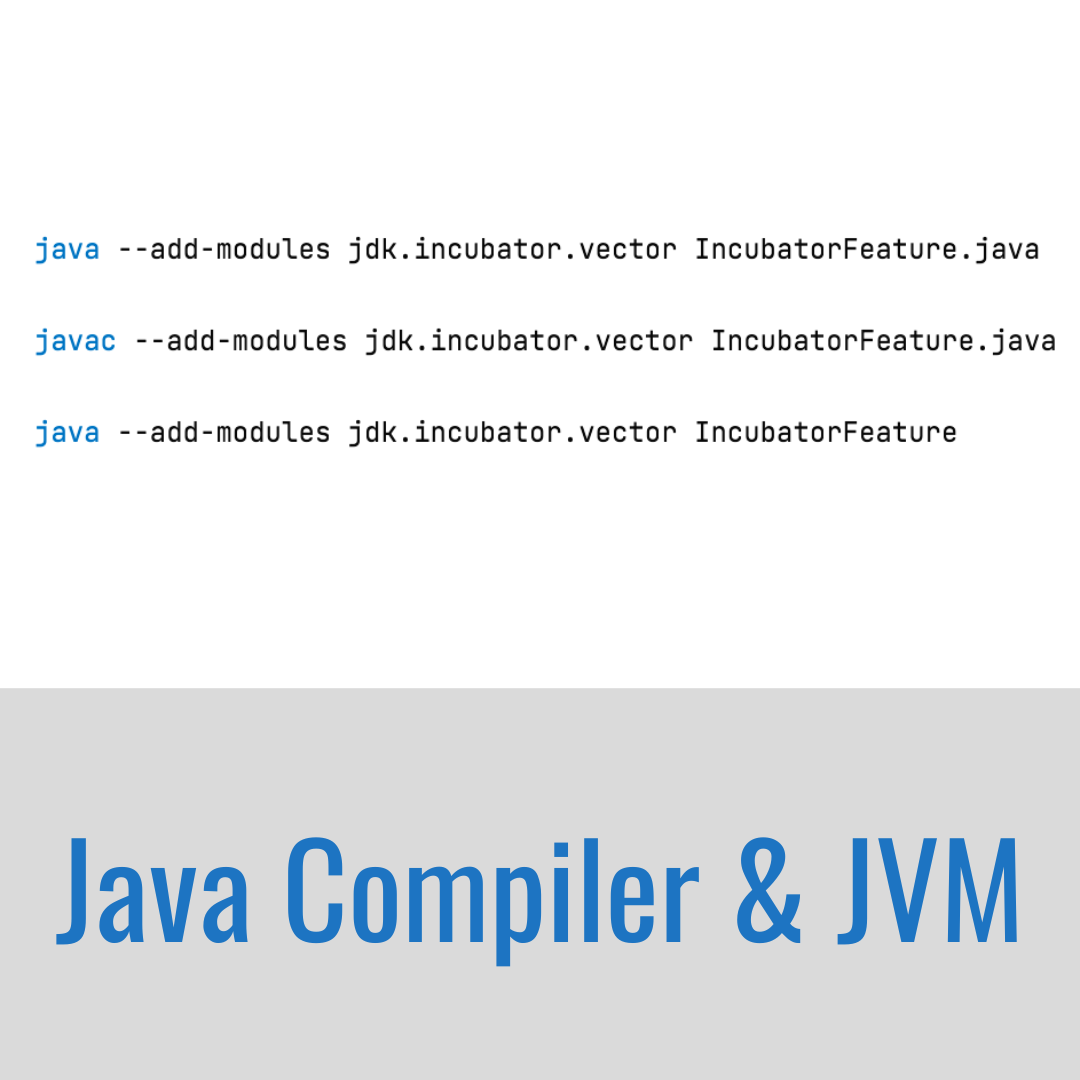 java --add-modules jdk.incubator.vector IncubatorFeature.java
javac --add-modules jdk.incubator.vector IncubatorFeature.java
java --add-modules jdk.incubator.vector IncubatorFeature
Java Compiler & JVM